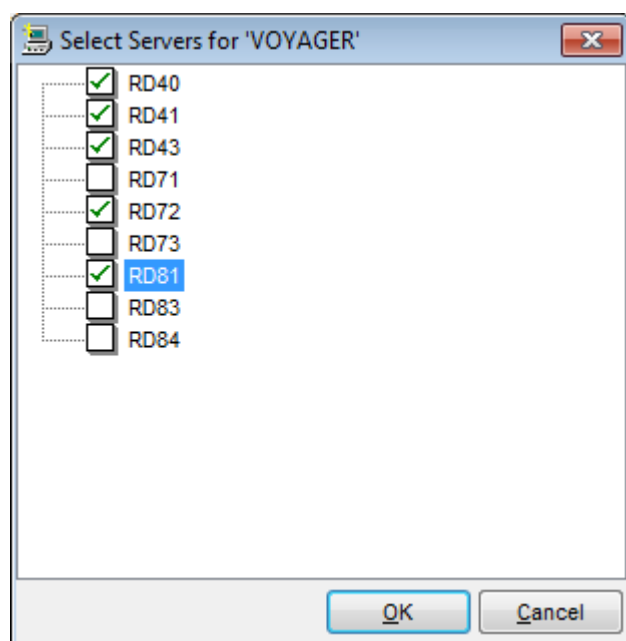 Select Servers for 'VOYAGER'
RD40
RD41
RD43
RD71
RD72
RD73
RD81
RD83
RD84
OK Cancel